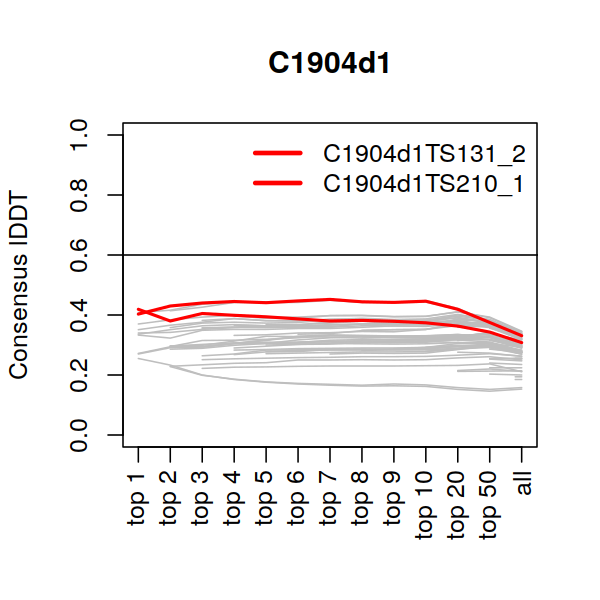 C1904d1
C1904d1TS131_2
C1904d1TS210_1
Consensus lDDT
1.0
0.8
0.6
0.4
0.2
0.0
top 1
top 2
top 3
top 4
top 5
top 6
top 7
top 8
top 9
top 10
top 20
top 50
all